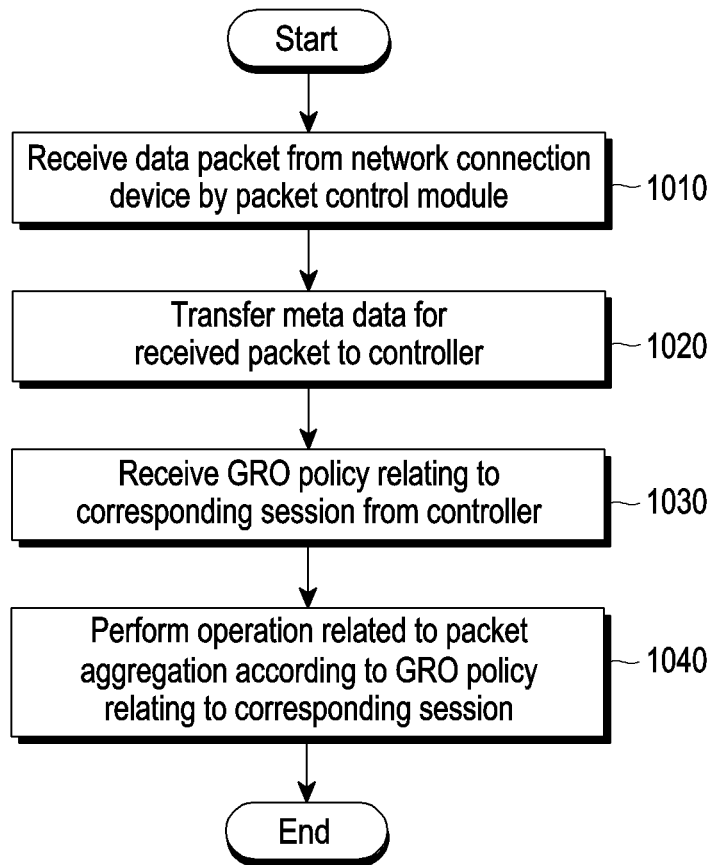 Start
Receive data packet from network connection
device by packet control module
1010
Transfer meta data for
received packet to controller
1020
Receive GRO policy relating to
corresponding session from controller
1030
Perform operation related to packet
aggregation according to GRO policy
relating to corresponding session
1040
End